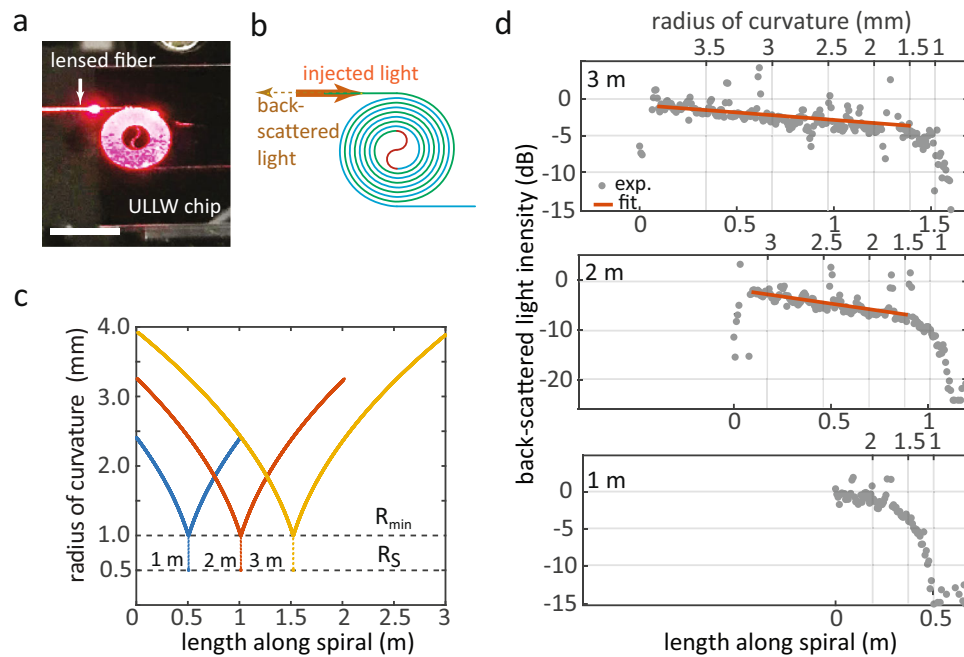 a
lensed fiber
ULLW chip
b
injected light
back-
scattered
light
c
radius of curvature (mm)
4.0
3.0
2.0
1.0
0.5
R_min
R_S
1 m
2 m
3 m
0 0.5 1 1.5 2 2.5 3
length along spiral (m)
d
radius of curvature (mm)
3.5 3 2.5 2 1.5 1
3 m
0
-5
-10
-15
exp.
fit
0 0.5 1 1.5
3 2.5 2 1.5 1
2 m
0
-10
-20
0 0.5 1
2 1.5 1
1 m
0
-5
-10
-15
0 0.5
length along spiral (m)
back-scattered light inensity (dB)